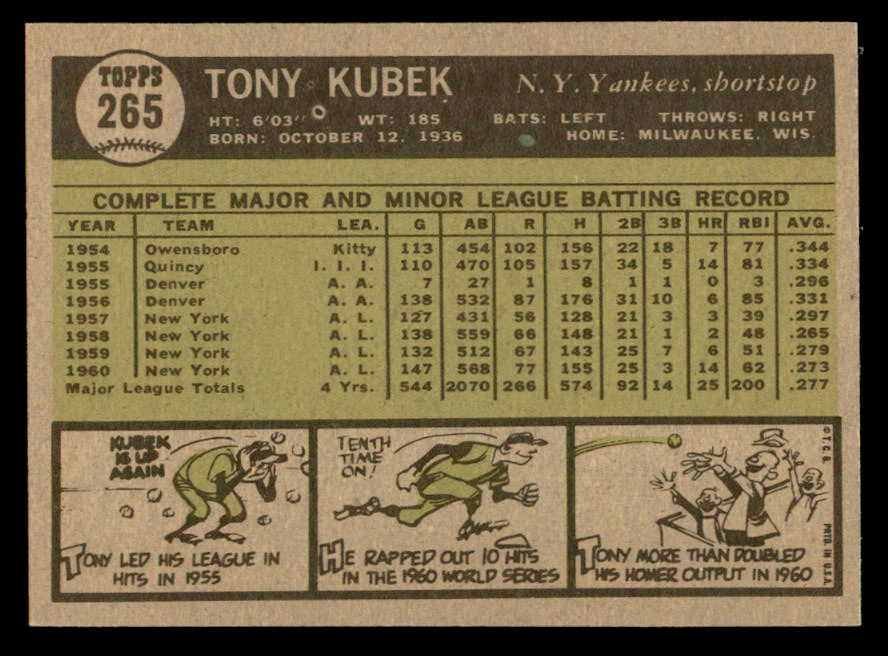 TOPPS
265
TONY KUBEK
N. Y. Yankees, shortstop
HT: 6'03" WT: 185 BATS: LEFT THROWS: RIGHT
BORN: OCTOBER 12, 1936 HOME: MILWAUKEE, WIS.
COMPLETE MAJOR AND MINOR LEAGUE BATTING RECORD
YEAR TEAM LEA. G AB R H 2B 3B HR RBI AVG.
1954 Owensboro Kitty 113 454 102 156 22 18 7 77 .344
1955 Quincy I. I. I. 110 470 105 157 34 5 14 81 .334
1955 Denver A. A. 7 27 1 8 1 1 0 3 .296
1956 Denver A. A. 138 532 87 176 31 10 6 85 .331
1957 New York A. L. 127 431 56 128 21 3 3 39 .297
1958 New York A. L. 138 559 66 148 21 1 2 48 .265
1959 New York A. L. 132 512 67 143 25 7 6 51 .279
1960 New York A. L. 147 568 77 155 25 3 14 62 .273
Major League Totals 4 Yrs. 544 2070 266 574 92 14 25 200 .277
KUBEK
IS UP
AGAIN
TONY LED HIS LEAGUE IN
HITS IN 1955
TENTH
TIME
ON!
HE RAPPED OUT 10 HITS
IN THE 1960 WORLD SERIES
TONY MORE THAN DOUBLED
HIS HOMER OUTPUT IN 1960
© T. C. G. PRTD. IN U.S.A.